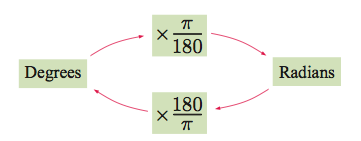 × π/180
Degrees
Radians
× 180/π